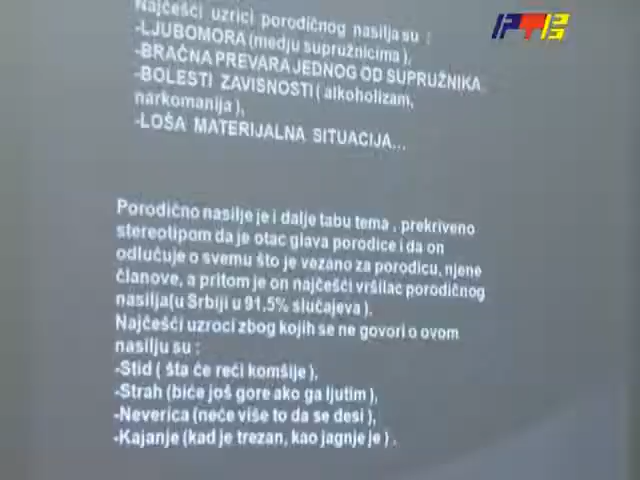 Najčešći uzrici porodičnog nasilja su :
-LJUBOMORA (medju supružnicima ),
-BRAČNA PREVARA JEDNOG OD SUPRUŽNIKA
-BOLESTI ZAVISNOSTI ( alkoholizam,
narkomanija ),
-LOŠA MATERIJALNA SITUACIJA...
Porodično nasilje je i dalje tabu tema , prekriveno
stereotipom da je otac glava porodice i da on
odlučuje o svemu što je vezano za porodicu, njene
članove, a pritom je on najčešći vršilac porodičnog
nasilja(u Srbiji u 91,5% slučajeva ).
Najčešći uzroci zbog kojih se ne govori o ovom
nasilju su :
-Stid ( šta će reći komšije ),
-Strah (biće još gore ako ga ljutim ),
-Neverica (neće više to da se desi ),
-Kajanje (kad je trezan, kao jagnje je ) .